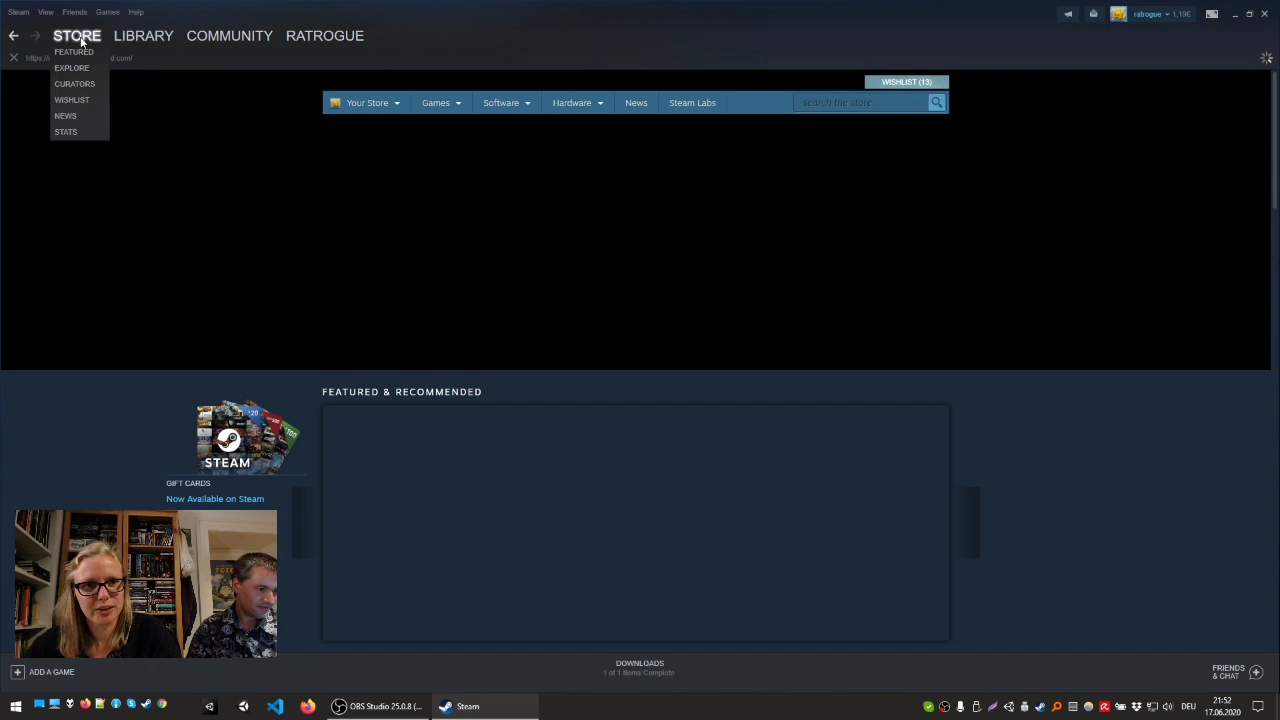 Steam View Friends Games Help
ratrogue 1,19€
STORE LIBRARY COMMUNITY RATROGUE
FEATURED
EXPLORE
CURATORS
WISHLIST
NEWS
STATS
WISHLIST (13)
Your Store Games Software Hardware News Steam Labs search the store
FEATURED & RECOMMENDED
STEAM
GIFT CARDS
Now Available on Steam
ADD A GAME
DOWNLOADS
1 of 1 Items Complete
FRIENDS
& CHAT
OBS Studio 25.0.8 (... Steam
DEU
21:52
17.06.2020